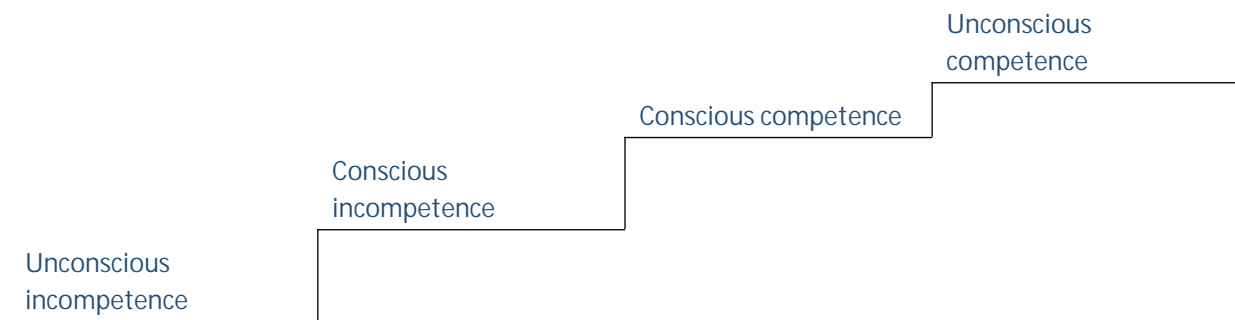 Unconscious
competence
Conscious competence
Conscious
incompetence
Unconscious
incompetence